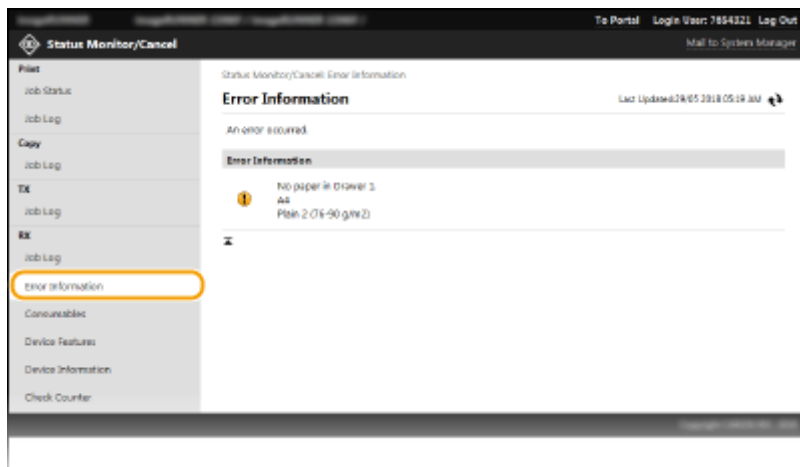 To Portal Login User: 7654321 Log Out
Status Monitor/Cancel
Mail to System Manager
Print
Job Status
Job Log
Copy
Job Log
TX
Job Log
RX
Job Log
Error Information
Consumables
Device Features
Device Information
Check Counter
Status Monitor/Cancel: Error Information
Error Information
Last Updated:29/05 2018 05:19 AM
An error occurred.
Error Information
No paper in Drawer 1.
A4
Plain 2 (76-90 g/m2)